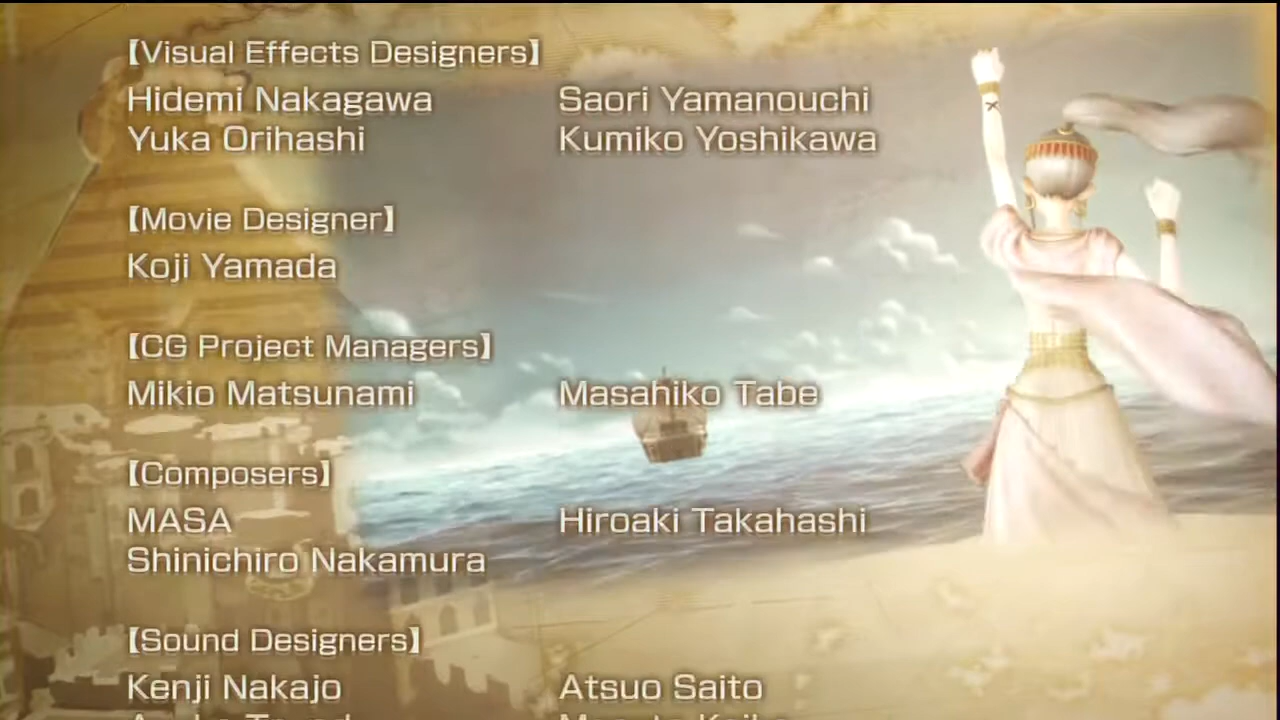 【Visual Effects Designers】
Hidemi Nakagawa Saori Yamanouchi
Yuka Orihashi Kumiko Yoshikawa
【Movie Designer】
Koji Yamada
【CG Project Managers】
Mikio Matsunami Masahiko Tabe
【Composers】
MASA Hiroaki Takahashi
Shinichiro Nakamura
【Sound Designers】
Kenji Nakajo Atsuo Saito